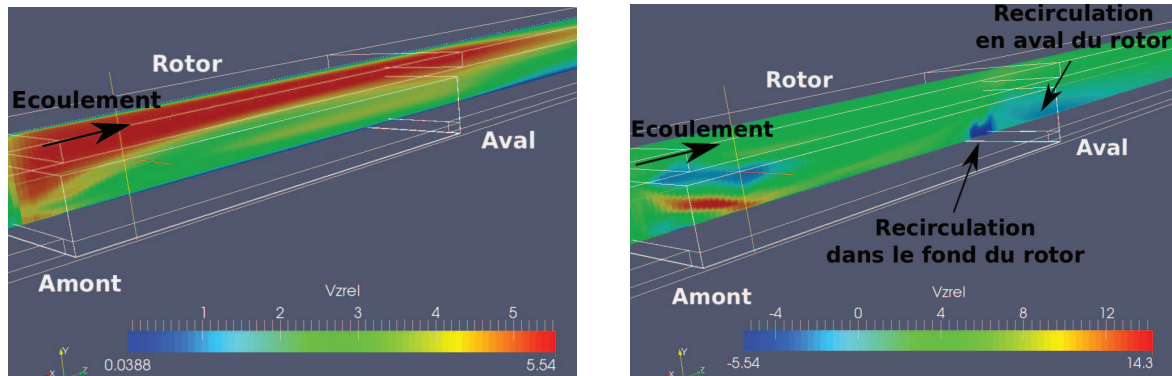 Rotor
Ecoulement
Aval
Amont
Vzrel
1 2 3 4 5
0.0388 5.54
Y
X Z
Recirculation
en aval du rotor
Rotor
Ecoulement
Aval
Recirculation
dans le fond du rotor
Amont
Vzrel
-4 0 4 8 12
-5.54 14.3
Y
X Z